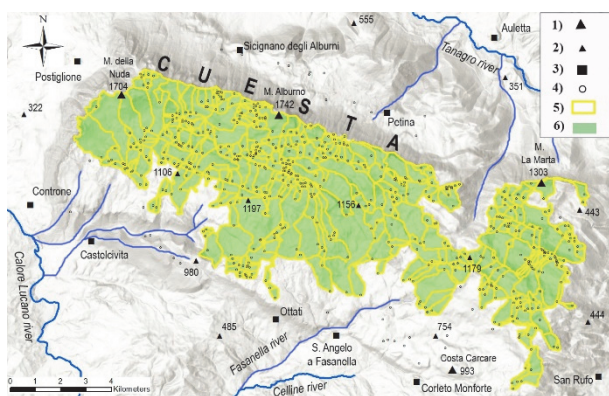 N
555
Auletta
Sicignano degli Alburni
Postiglione
M. della
Nuda
1704
CUESTA
Tanagro river
351
M. Alburno
1742
Petina
322
M.
La Marta
1303
1106
Controne
1197
1156
443
Castolcivita
980
1179
Calore Lucano river
Ottati
485
Fasanella river
S. Angelo
a Fasanella
754
444
Costa Carcare
993
San Rufo
Celline river
Corleto Monforte
0 1 2 3 4
Kilometers
1)
2)
3)
4)
5)
6)